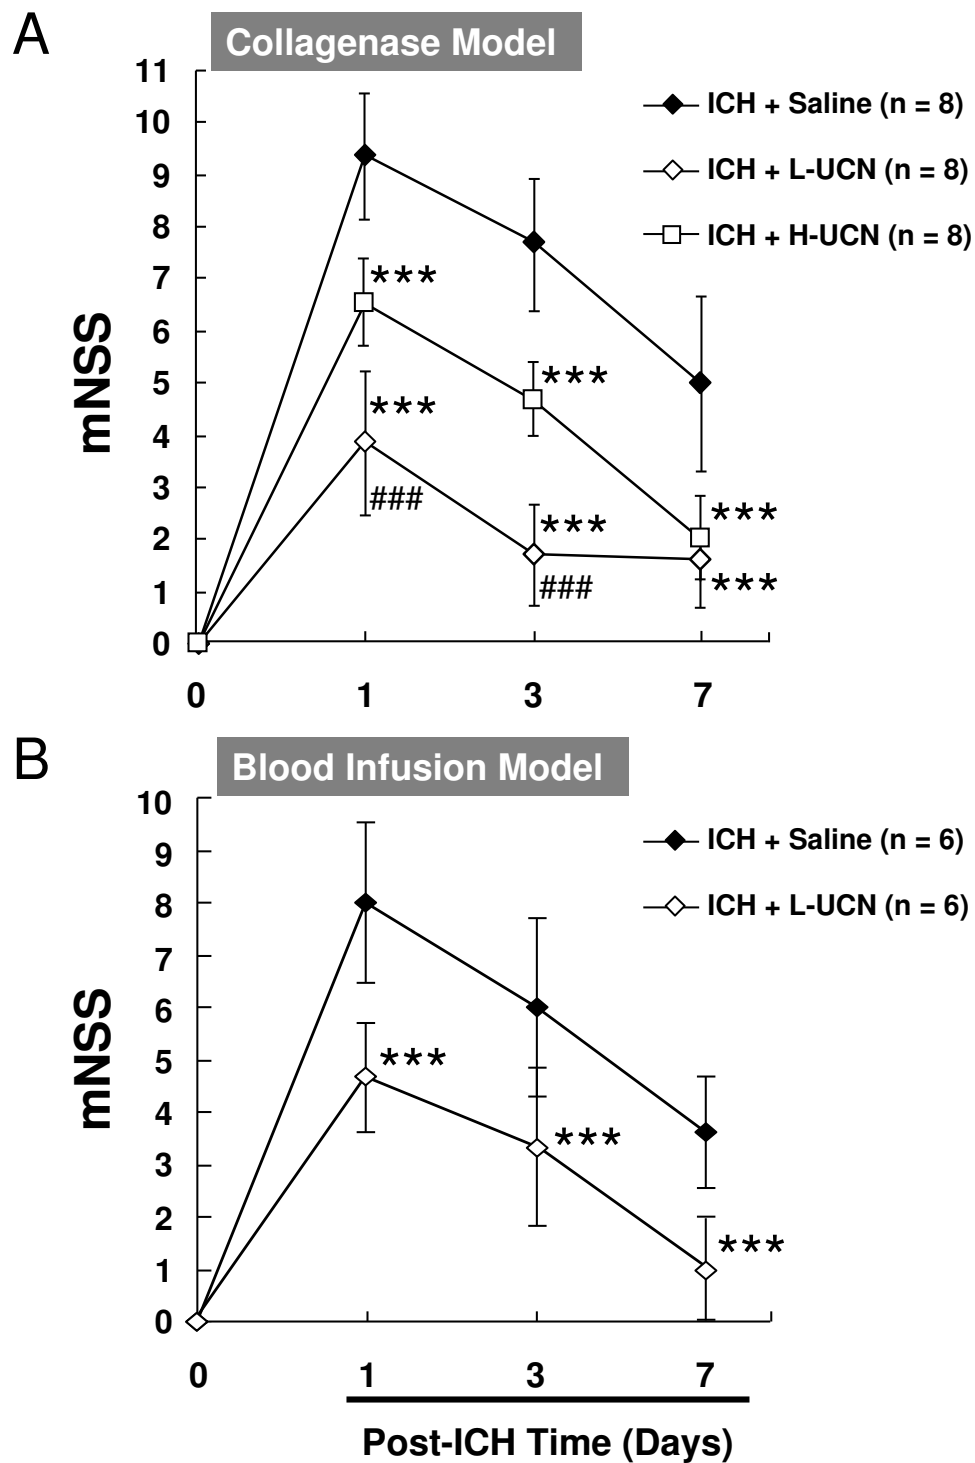 A
Collagenase Model
11
10
9
8
7
6
5
4
3
2
1
0
mNSS
ICH + Saline (n = 8)
ICH + L-UCN (n = 8)
ICH + H-UCN (n = 8)
***
***
***
###
***
***
###
***
0 1 3 7
B
Blood Infusion Model
10
9
8
7
6
5
4
3
2
1
0
mNSS
ICH + Saline (n = 6)
ICH + L-UCN (n = 6)
***
***
***
0 1 3 7
Post-ICH Time (Days)